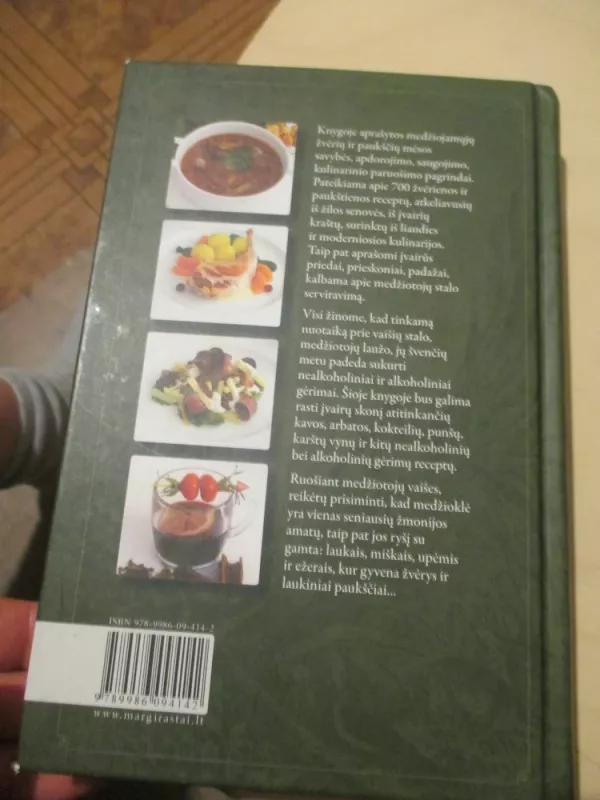 Knygoje aprašytos medžiojamųjų
žvėrių ir paukščių mėsos
savybės, apdorojimo, saugojimo,
kulinarinio paruošimo pagrindai.
Pateikiama apie 700 žvėrienos ir
paukštienos receptų, atkeliavusių
iš žilos senovės, iš įvairių
kraštų, surinktų iš liaudies
ir moderniosios kulinarijos.
Taip pat aprašomi įvairūs
priedai, prieskoniai, padažai,
kalbama apie medžiotojų stalo
serviravimą.
Visi žinome, kad tinkamą
nuotaiką prie vaišių stalo,
medžiotojų laužo, jų švenčių
metu padeda sukurti
nealkoholiniai ir alkoholiniai
gėrimai. Šioje knygoje bus galima
rasti įvairų skonį atitinkančių
kavos, arbatos, kokteilių, punšų,
karštų vynų ir kitų nealkoholinių
bei alkoholinių gėrimų receptų.
Ruošiant medžiotojų vaišes,
reikėtų prisiminti, kad medžioklė
yra vienas seniausių žmonijos
amatų, taip pat jos ryšį su
gamta: laukais, miškais, upėmis
ir ežerais, kur gyvena žvėrys ir
laukiniai paukščiai...
ISBN 978-9986-09-414-2
9789986094142
www.margirastai.lt